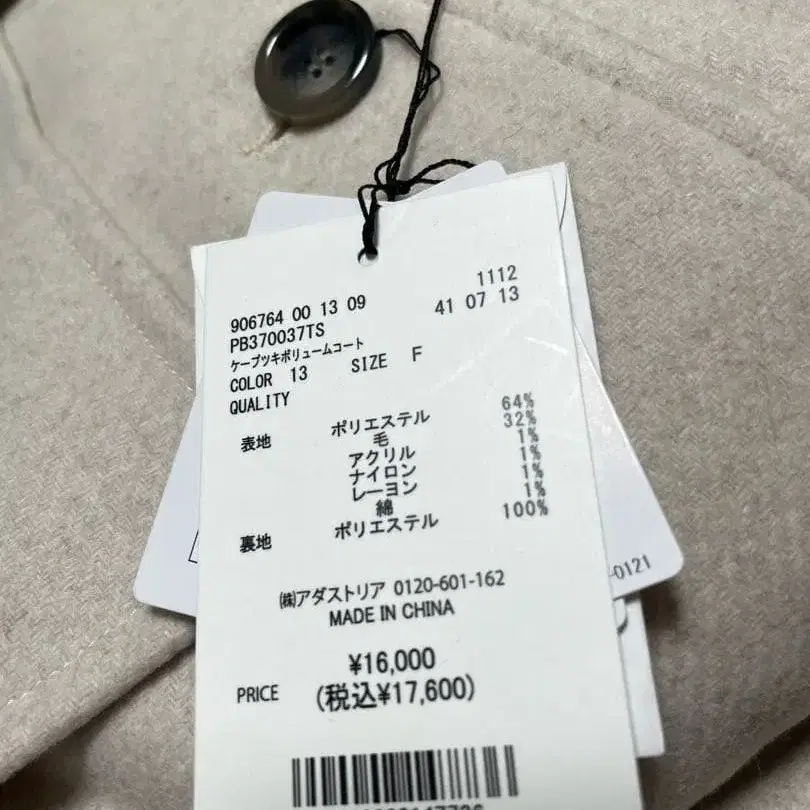 906764 00 13 09 1112
PB370037TS 41 07 13
ケープツキボリュームコート
COLOR 13 SIZE F
QUALITY
表地 ポリエステル 64%
毛 32%
アクリル 1%
ナイロン 1%
レーヨン 1%
綿 1%
裏地 ポリエステル 100%
㈱アダストリア 0120-601-162
MADE IN CHINA
¥16,000
PRICE (税込¥17,600)
-0121